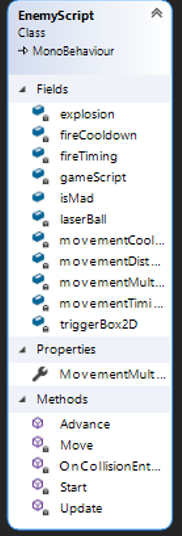 EnemyScript
Class
MonoBehaviour
Fields
explosion
fireCooldown
fireTiming
gameScript
isMad
laserBall
movementCool...
movementDist...
movementMult...
movementTimi...
triggerBox2D
Properties
MovementMult...
Methods
Advance
Move
OnCollisionEnt...
Start
Update